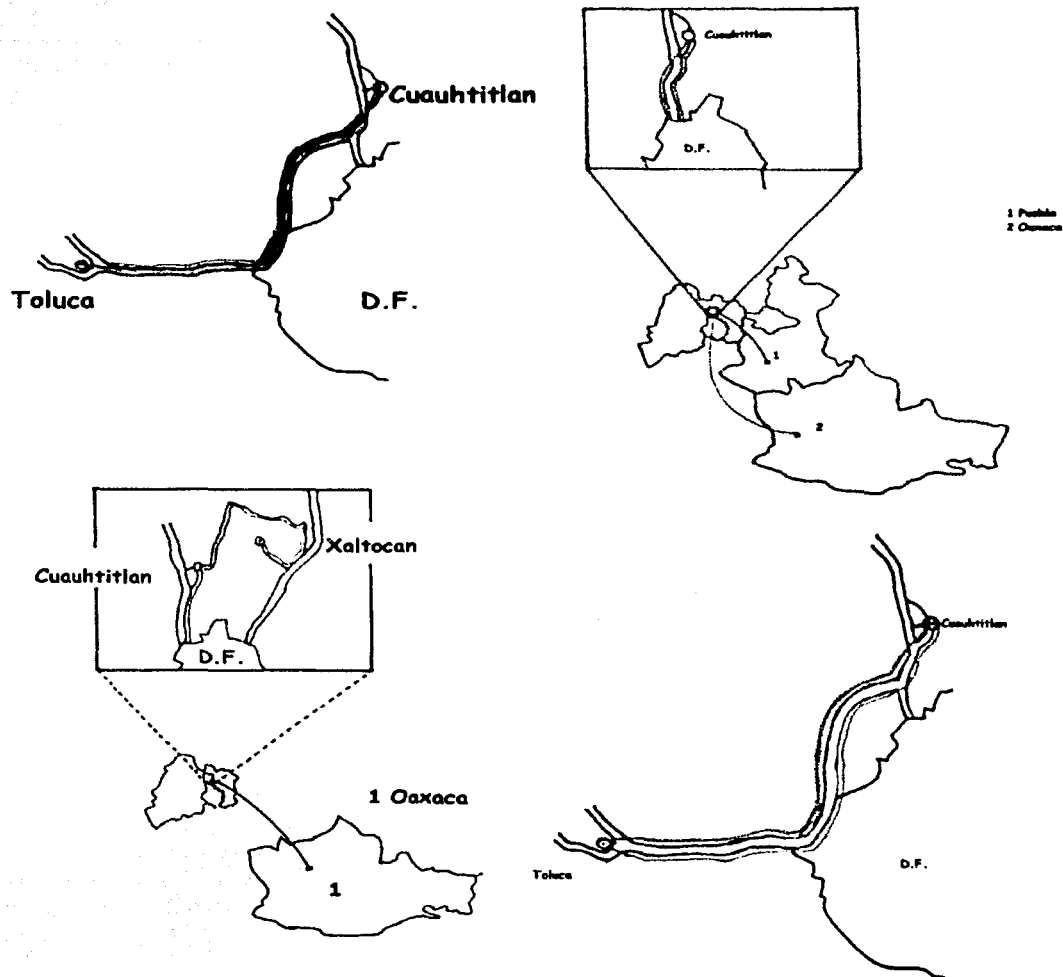 Cuauhtitlan
Toluca
D.F.
Cuauhtitlan
D.F.
1 Puebla
2 Oaxaca
1
2
Cuauhtitlan
Xaltocan
D.F.
1 Oaxaca
1
Cuauhtitlan
Toluca
D.F.